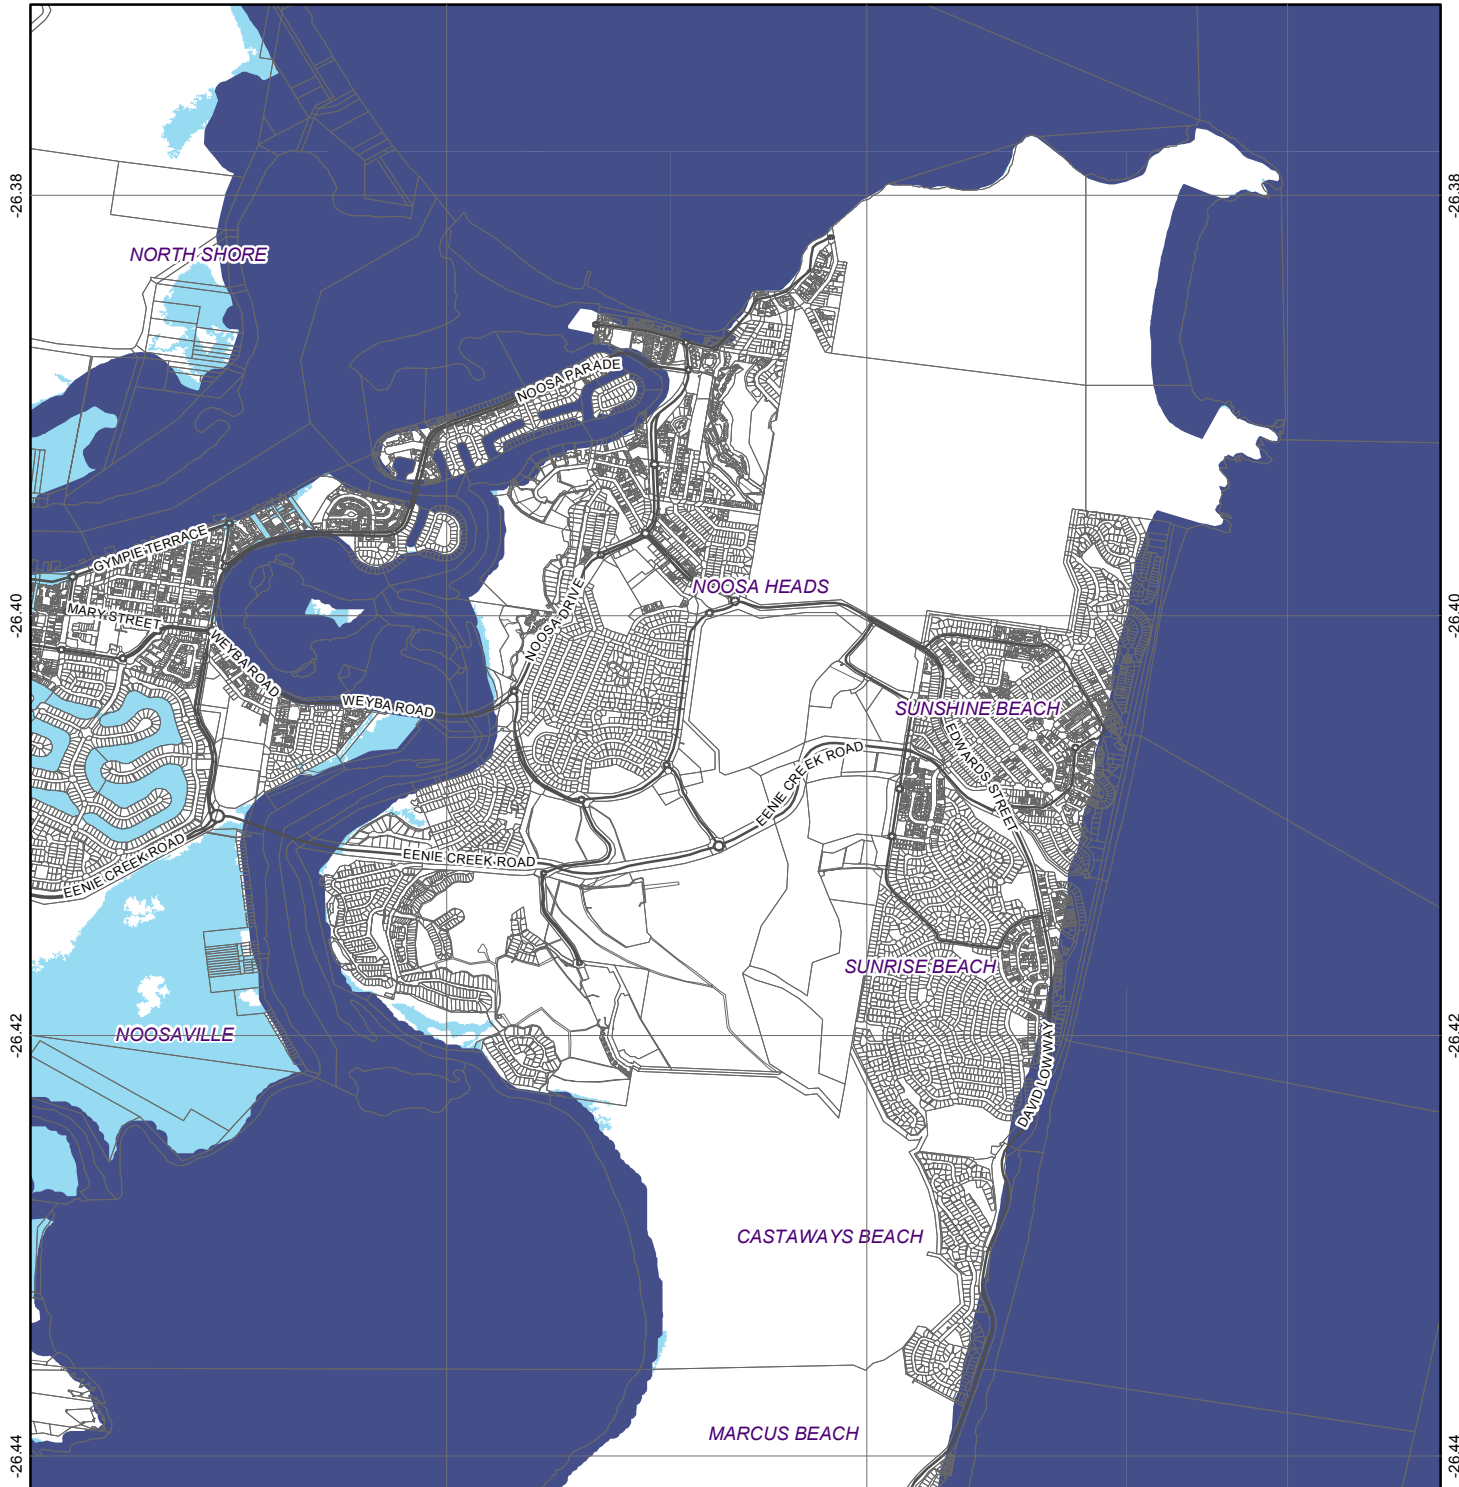 -26.38
-26.38
NORTH SHORE
NOOSA PARADE
GYMPIE TERRACE
NOOSA HEADS
MARY STREET
-26.40
-26.40
NOOSA DRIVE
WEYBA ROAD
WEYBA ROAD
SUNSHINE BEACH
EDWARDS STREET
EENIE CREEK ROAD
EENIE CREEK ROAD
EENIE CREEK ROAD
SUNRISE BEACH
NOOSAVILLE
-26.42
-26.42
DAVID LOW WAY
CASTAWAYS BEACH
MARCUS BEACH
-26.44
-26.44